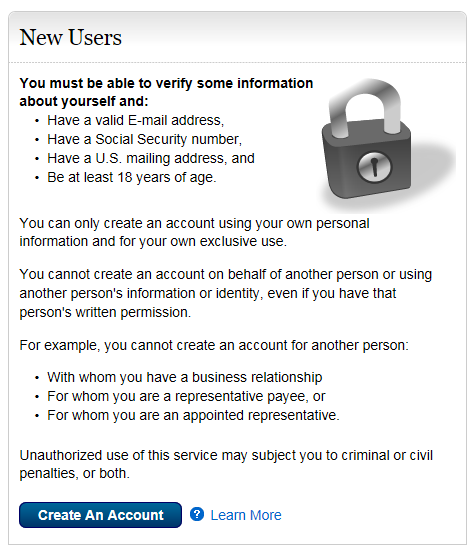 New Users
You must be able to verify some information
about yourself and:
• Have a valid E-mail address,
• Have a Social Security number,
• Have a U.S. mailing address, and
• Be at least 18 years of age.
You can only create an account using your own personal
information and for your own exclusive use.
You cannot create an account on behalf of another person or using
another person's information or identity, even if you have that
person's written permission.
For example, you cannot create an account for another person:
• With whom you have a business relationship
• For whom you are a representative payee, or
• For whom you are an appointed representative.
Unauthorized use of this service may subject you to criminal or civil
penalties, or both.
Create An Account ? Learn More